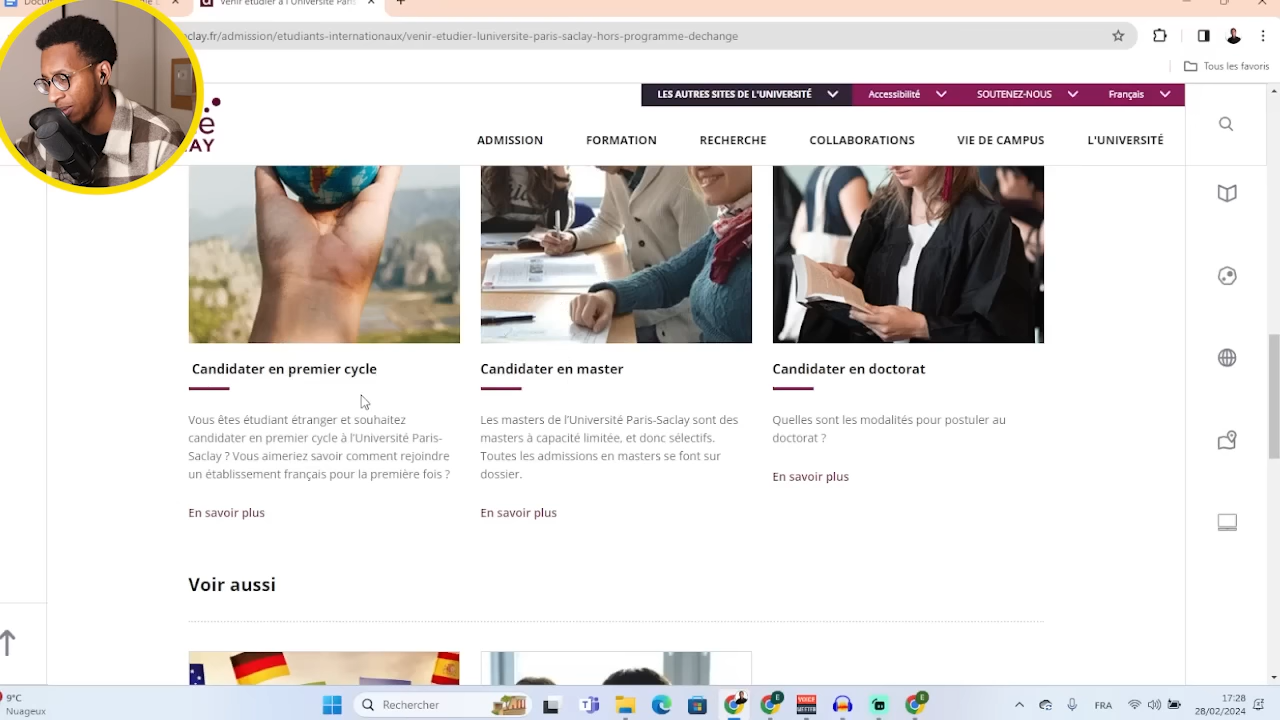 Venir étudier à l'Université Paris
clay.fr/admission/etudiants-internationaux/venir-etudier-luniversite-paris-saclay-hors-programme-dechange
Tous les favoris
LES AUTRES SITES DE L'UNIVERSITÉ
Accessibilité
SOUTENEZ-NOUS
Français
ADMISSION
FORMATION
RECHERCHE
COLLABORATIONS
VIE DE CAMPUS
L'UNIVERSITÉ
Candidater en premier cycle
Vous êtes étudiant étranger et souhaitez
candidater en premier cycle à l'Université Paris-
Saclay ? Vous aimeriez savoir comment rejoindre
un établissement français pour la première fois ?
En savoir plus
Candidater en master
Les masters de l'Université Paris-Saclay sont des
masters à capacité limitée, et donc sélectifs.
Toutes les admissions en masters se font sur
dossier.
En savoir plus
Candidater en doctorat
Quelles sont les modalités pour postuler au
doctorat ?
En savoir plus
Voir aussi
9°C
Nuageux
Rechercher
FRA
17:28
28/02/2024